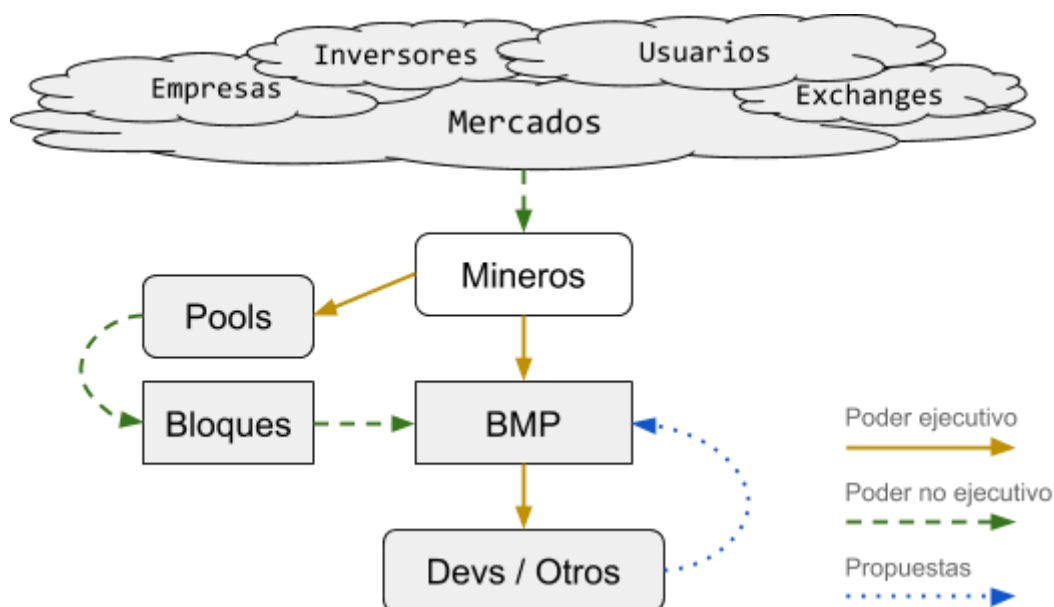 Inversores
Usuarios
Empresas
Exchanges
Mercados
Mineros
Pools
Bloques
BMP
Devs / Otros
Poder ejecutivo
Poder no ejecutivo
Propuestas